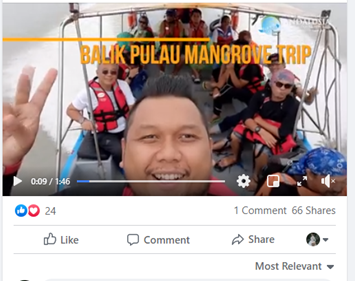 BALIK PULAU MANGROVE TRIP
0:09 / 1:46
24
1 Comment 66 Shares
Like Comment Share
Most Relevant